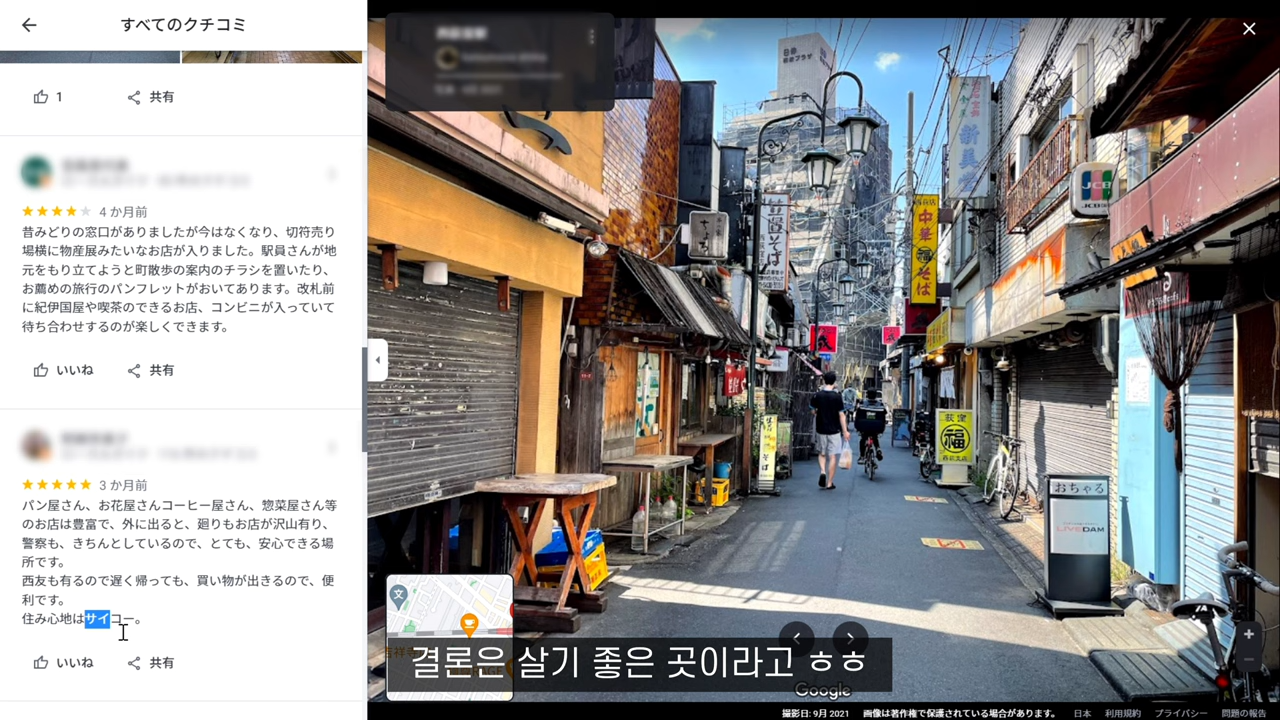 すべてのクチコミ
1
共有
4 か月前
昔みどりの窓口がありましたが今はなくなり、切符売り
場横に物産展みたいなお店が入りました。駅員さんが地
元をもり立てようと町散歩の案内のチラシを置いたり、
お薦めの旅行のパンフレットがおいてあります。改札前
に紀伊国屋や喫茶のできるお店、コンビニが入っていて
待ち合わせするのが楽しくできます。
いいね
共有
3 か月前
パン屋さん、お花屋さんコーヒー屋さん、惣菜屋さん等
のお店は豊富で、外に出ると、廻りもお店が沢山有り、
警察も、きちんとしているので、とても、安心できる場
所です。
西友も有るので遅く帰っても、買い物が出きるので、便
利です。
住み心地はサイコー。
いいね
共有
中華
福
そば
JCB
荻窪
福
おちゃる
LIVE DAM
文
결론은 살기 좋은 곳이라고 ㅎㅎ
Google
撮影日: 9月 2021
画像は著作権で保護されている場合があります。
日本
利用規約
プライバシー
問題の報告